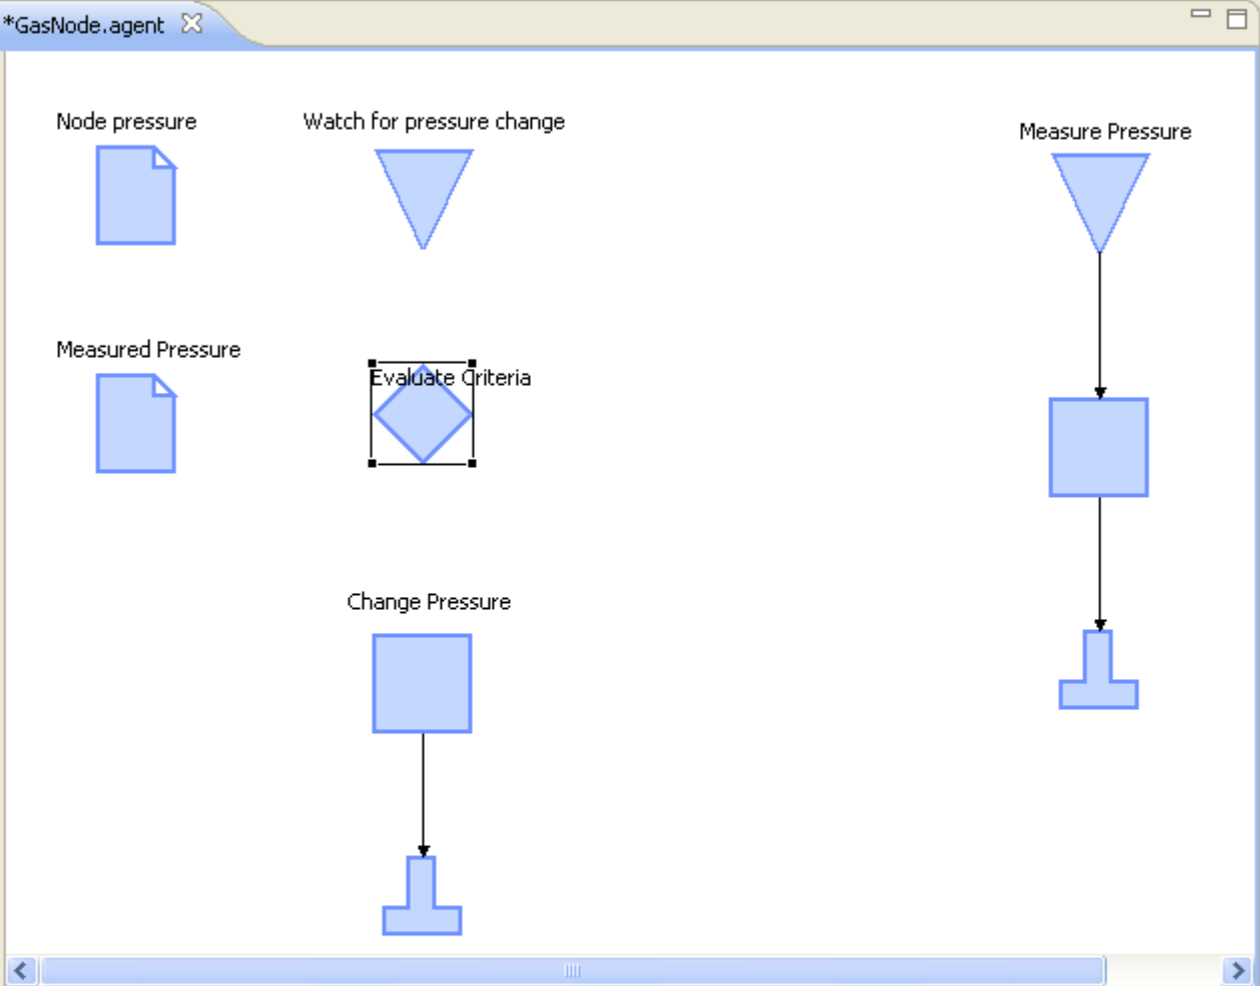 *GasNode.agent
Node pressure
Watch for pressure change
Measure Pressure
Measured Pressure
Evaluate Criteria
Change Pressure